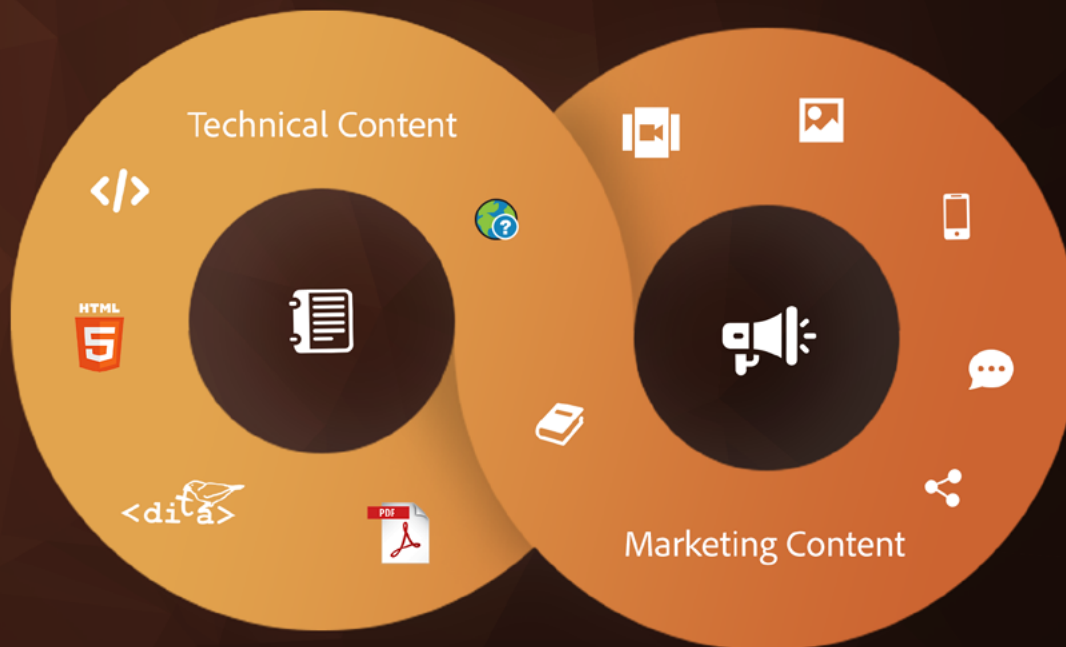 Technical Content
</>
HTML
5
?
<dita>
PDF
Marketing Content